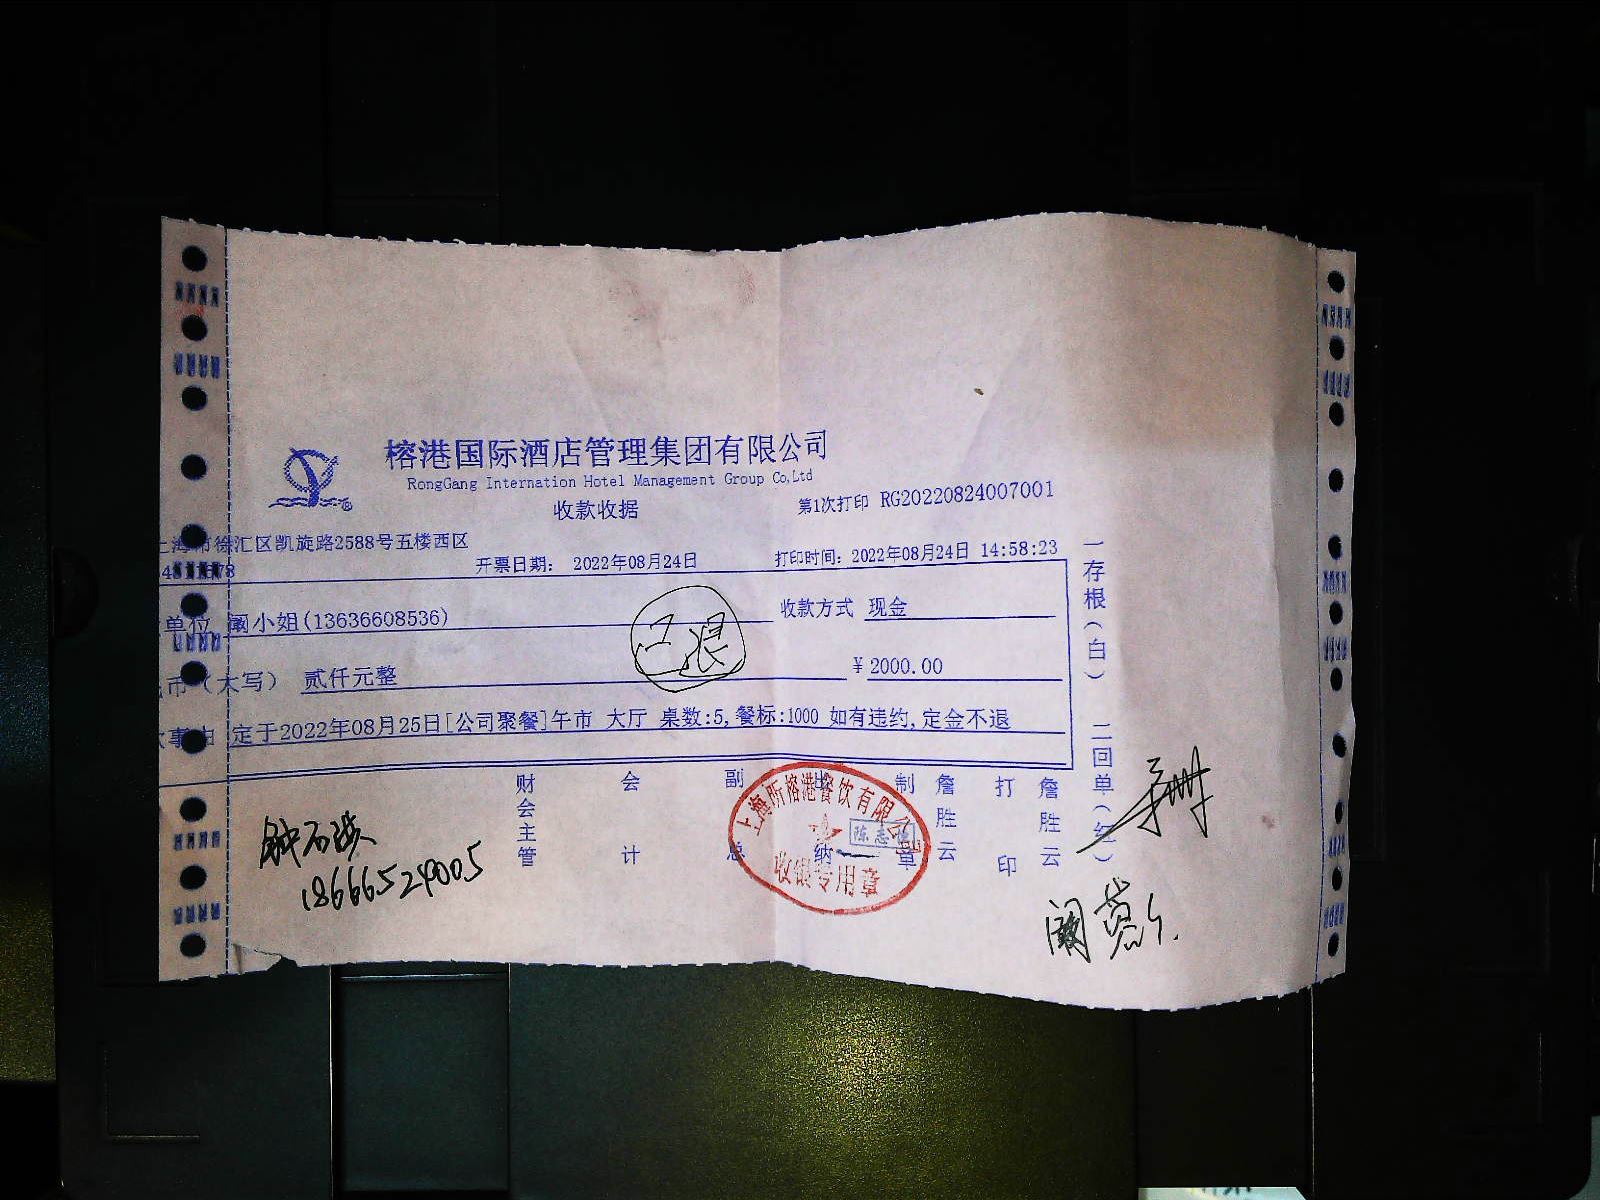 榕港国际酒店管理集团有限公司
RongGang Internation Hotel Management Group Co,Ltd
收款收据
第1次打印 RG20220824007001
上海市徐汇区凯旋路2588号五楼西区
开票日期: 2022年08月24日
打印时间: 2022年08月24日 14:58:23
单位 阚小姐(13636608536)
收款方式 现金
已退
币(大写) 贰仟元整
¥2000.00
事由 定于2022年08月25日[公司聚餐]午市 大厅 桌数:5,餐标:1000 如有违约,定金不退
一存根(白) 二回单(红)
财会主管
会计
副总
出纳
制单
詹胜云
打印
詹胜云
上海所榕港餐饮有限公司
收银专用章
18666524005